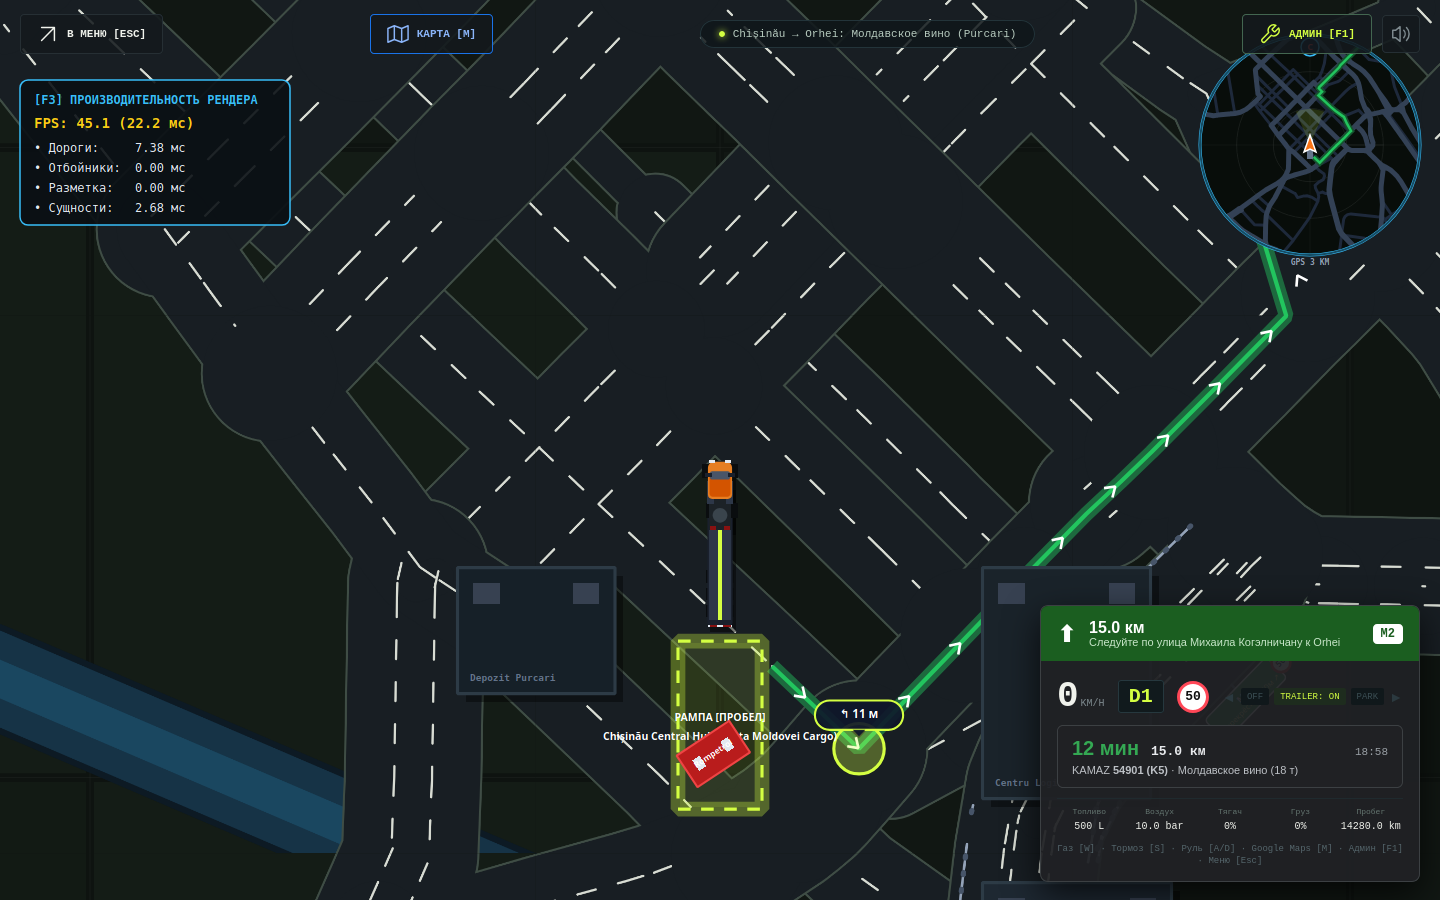 В МЕНЮ [ESC]
КАРТА [M]
Chișinău → Orhei: Молдавское вино (Purcari)
АДМИН [F1]
[F3] ПРОИЗВОДИТЕЛЬНОСТЬ РЕНДЕРА
FPS: 45.1 (22.2 мс)
• Дороги: 7.38 мс
• Отбойники: 0.00 мс
• Разметка: 0.00 мс
• Сущности: 2.68 мс
GPS 3 KM
Depozit Purcari
РАМПА [ПРОБЕЛ]
Chișinău Central
Moldovei Cargo)
↰ 11 м
15.0 км
Следуйте по улица Михаила Когэлничану к Orhei
M2
0 KM/H
D1
50
◀ OFF
TRAILER: ON
PARK ▶
12 мин 15.0 км
18:58
KAMAZ 54901 (K5) · Молдавское вино (18 т)
Топливо Воздух Тягач Груз Пробег
500 L 10.0 bar 0% 0% 14280.0 км
Газ [W] · Тормоз [S] · Руль [A/D] · Google Maps [M] · Админ [F1]
· Меню [Esc]
Centru